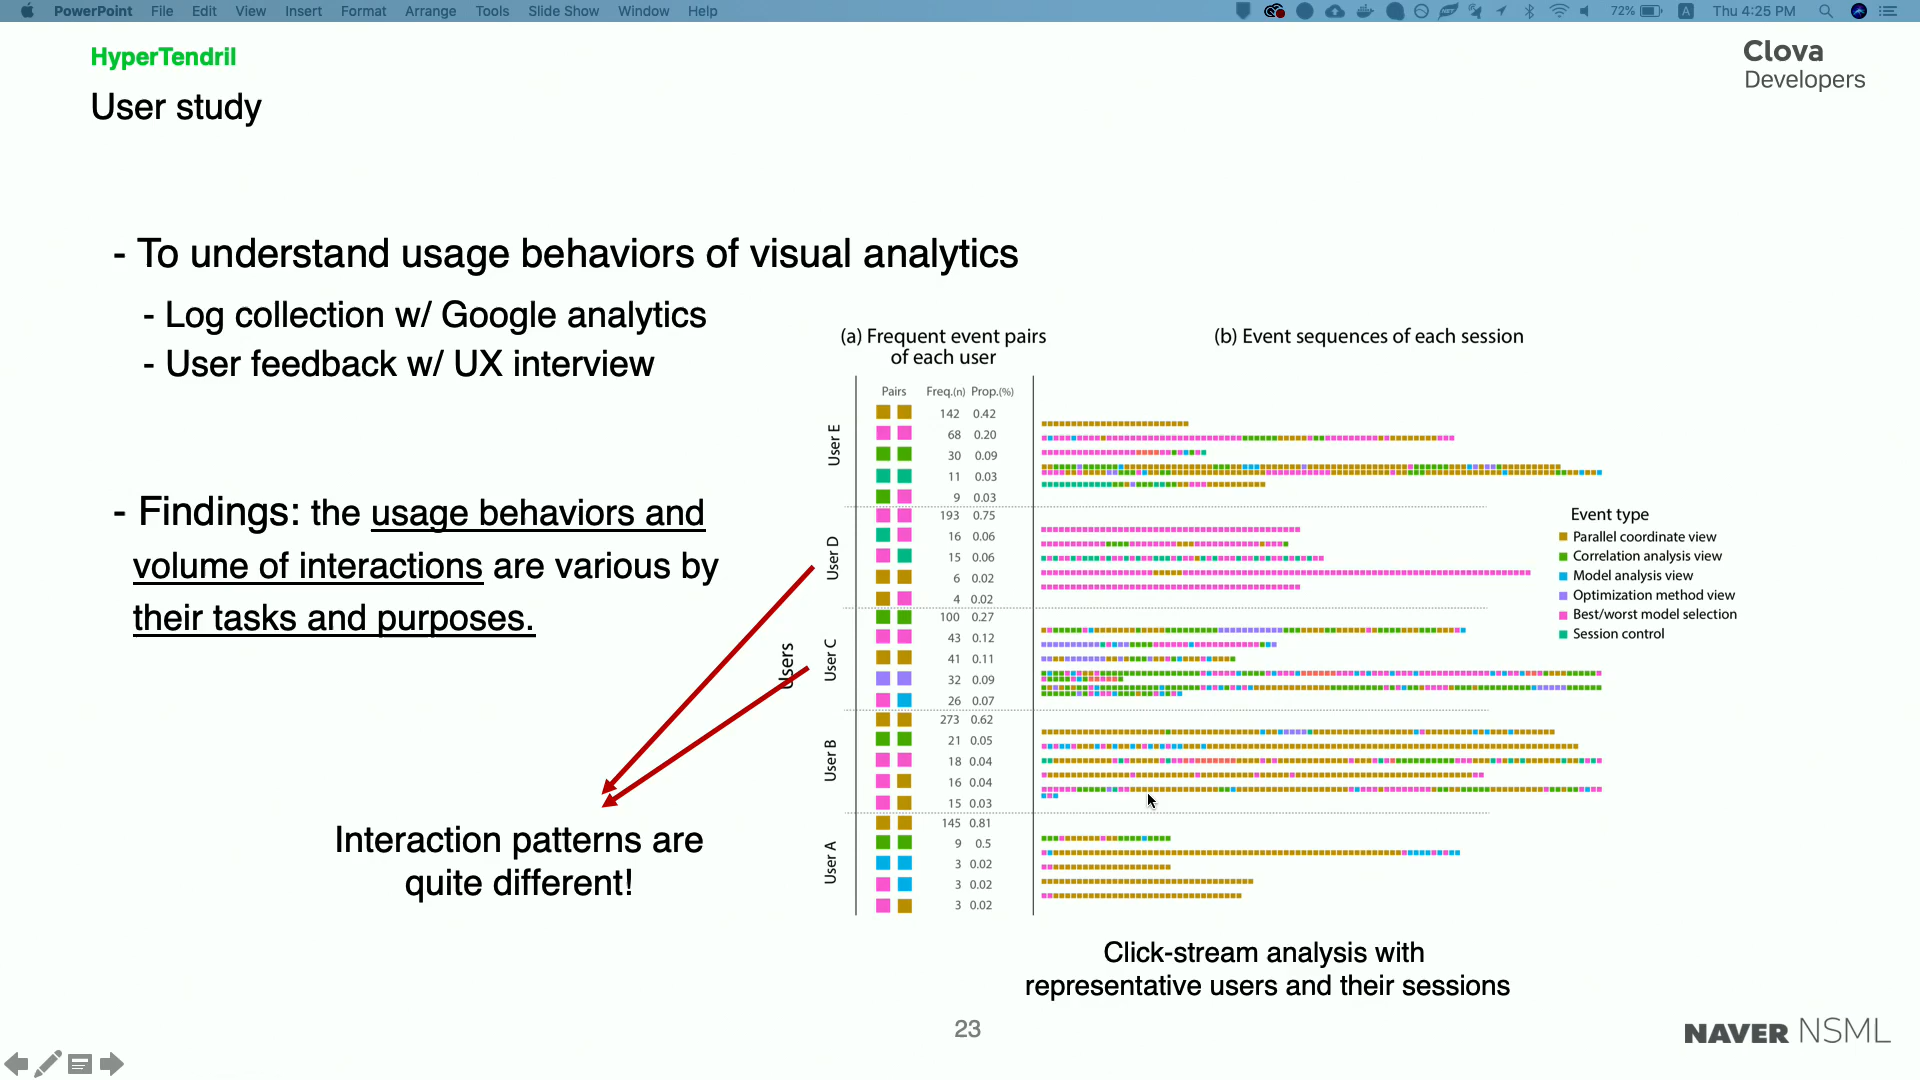 PowerPoint File Edit View Insert Format Arrange Tools Slide Show Window Help 72% A Thu 4:25 PM
HyperTendril
Clova
Developers
User study
- To understand usage behaviors of visual analytics
- Log collection w/ Google analytics
- User feedback w/ UX interview
- Findings: the usage behaviors and
volume of interactions are various by
their tasks and purposes.
Interaction patterns are
quite different!
(a) Frequent event pairs
of each user
(b) Event sequences of each session
Pairs Freq.(n) Prop.(%)
Users
User E
142 0.42
68 0.20
30 0.09
11 0.03
9 0.03
User D
193 0.75
16 0.06
15 0.06
6 0.02
4 0.02
User C
100 0.27
43 0.12
41 0.11
32 0.09
26 0.07
User B
273 0.62
21 0.05
18 0.04
16 0.04
15 0.03
User A
145 0.81
9 0.5
3 0.02
3 0.02
3 0.02
Event type
Parallel coordinate view
Correlation analysis view
Model analysis view
Optimization method view
Best/worst model selection
Session control
Click-stream analysis with
representative users and their sessions
23
NAVER NSML